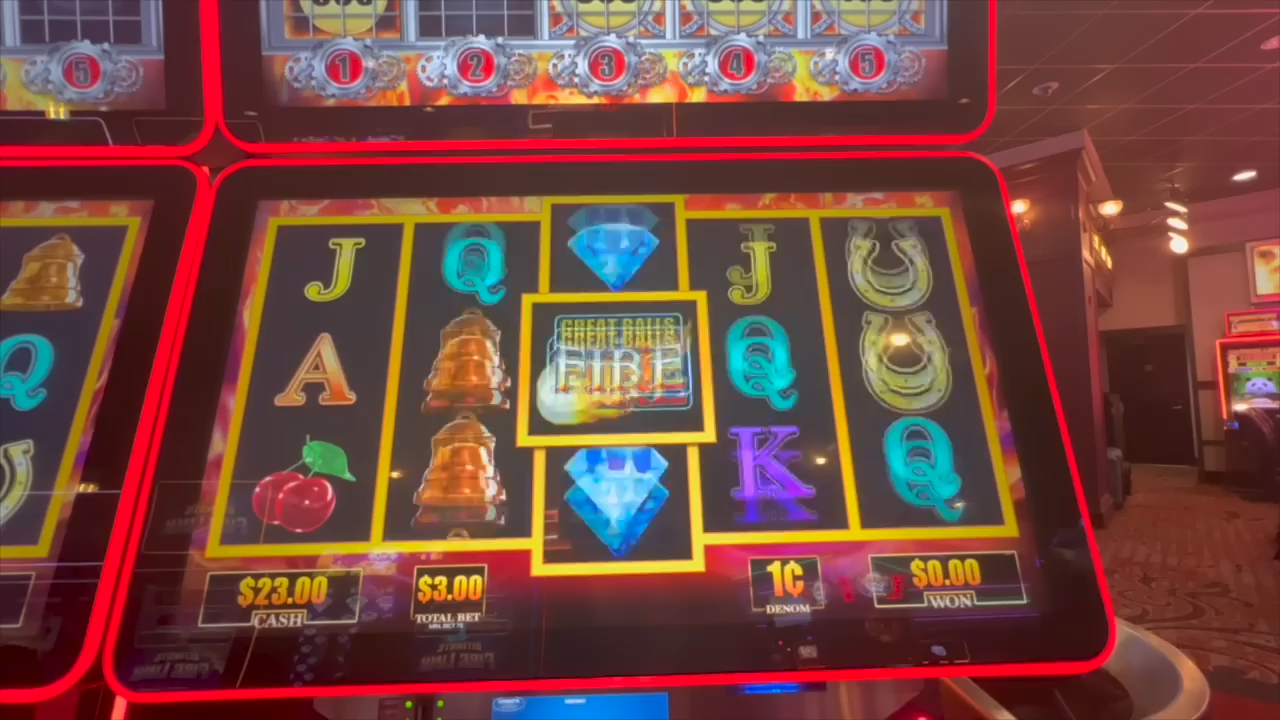 5 1 2 3 4 5
J Q J
GREAT BALLS
FIRE
A Q
Q
K Q
$23.00
CASH
$3.00
TOTAL BET
1¢
DENOM
$0.00
WON